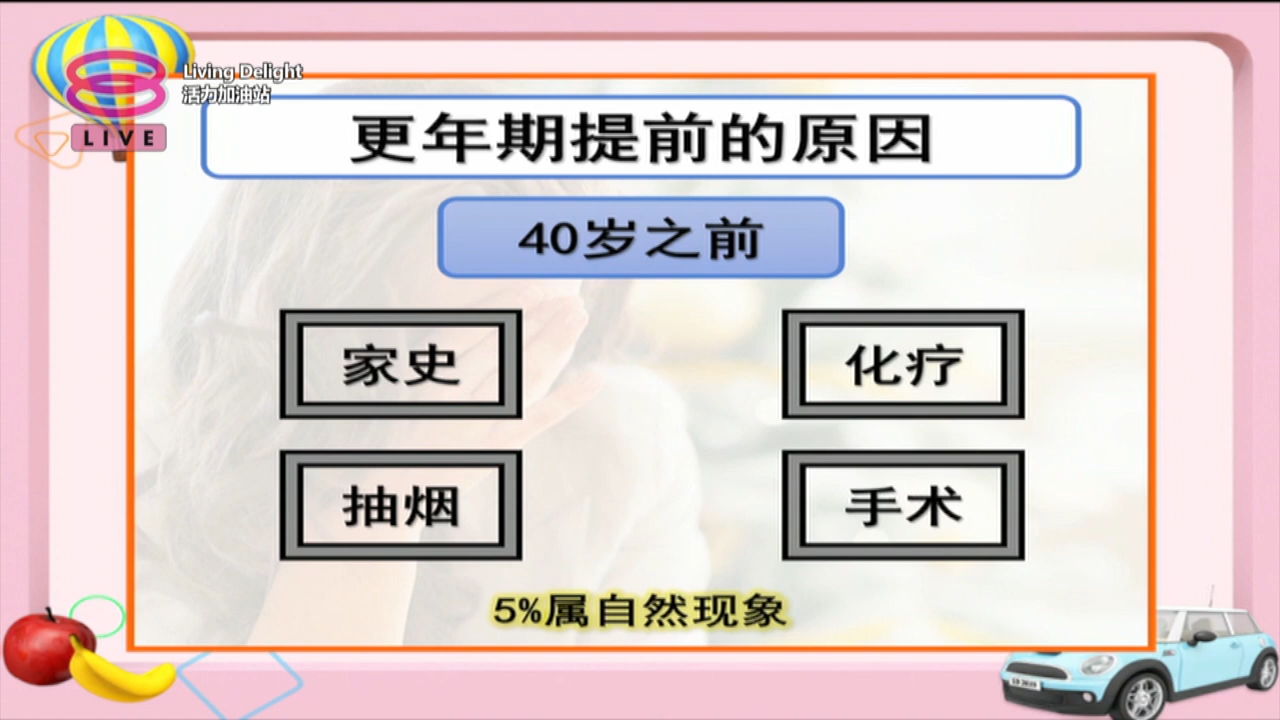 Living Delight
活力加油站
LIVE
更年期提前的原因
40岁之前
家史
化疗
抽烟
手术
5%属自然现象